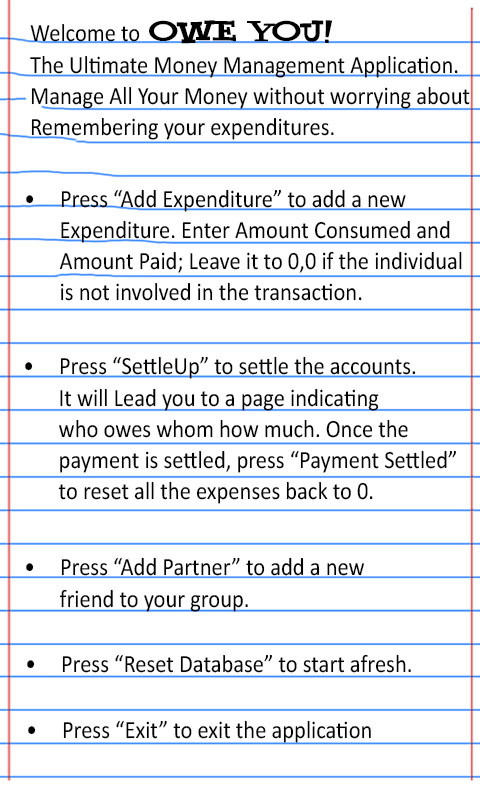 Welcome to OWE YOU!
The Ultimate Money Management Application.
Manage All Your Money without worrying about
Remembering your expenditures.
• Press “Add Expenditure” to add a new
Expenditure. Enter Amount Consumed and
Amount Paid; Leave it to 0,0 if the individual
is not involved in the transaction.
• Press “SettleUp” to settle the accounts.
It will Lead you to a page indicating
who owes whom how much. Once the
payment is settled, press “Payment Settled”
to reset all the expenses back to 0.
• Press “Add Partner” to add a new
friend to your group.
• Press “Reset Database” to start afresh.
• Press “Exit” to exit the application